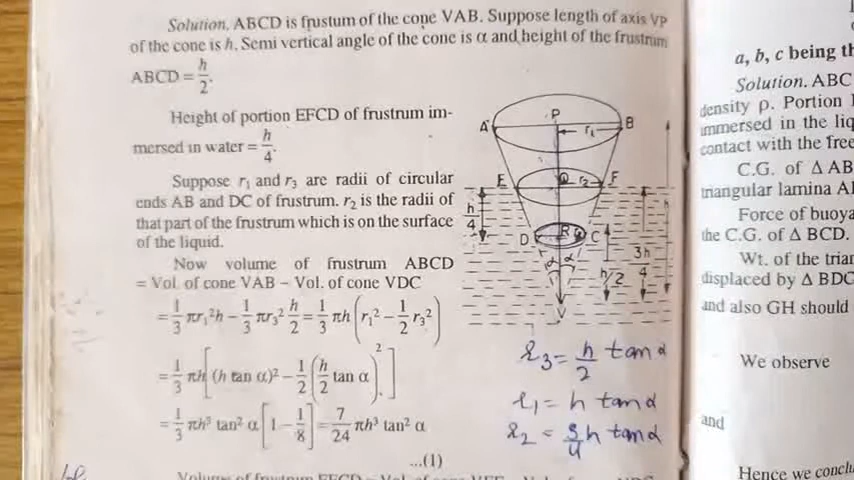 Solution. ABCD is frustum of the cone VAB. Suppose length of axis VP
of the cone is h. Semi vertical angle of the cone is α and height of the frustrum
ABCD = h/2.
Height of portion EFCD of frustrum im-
mersed in water = h/4.
Suppose r₁ and r₃ are radii of circular
ends AB and DC of frustrum. r₂ is the radii of
that part of the frustrum which is on the surface
of the liquid.
Now volume of frustrum ABCD
= Vol. of cone VAB – Vol. of cone VDC
= 1/3 πr₁²h – 1/3 πr₃² h/2 = 1/3 πh (r₁² – 1/2 r₃²)
= 1/3 πh [(h tan α)² – 1/2 (h/2 tan α)².]
= 1/3 πh³ tan² α [1 – 1/8] = 7/24 πh³ tan² α
...(1)
A P B
r₁
E Q r₂ F
h/4
D R C
3h/4
α α
h/2
h
V
r₃ = h/2 tan α
r₁ = h tan α
r₂ = 3/4 h tan α
a, b, c being th
Solution. ABC
density ρ. Portion
immersed in the liq
contact with the free
C.G. of Δ AB
triangular lamina A
Force of buoya
the C.G. of Δ BCD.
Wt. of the trian
displaced by Δ BDC
and also GH should
We observe
and
Hence we conclu